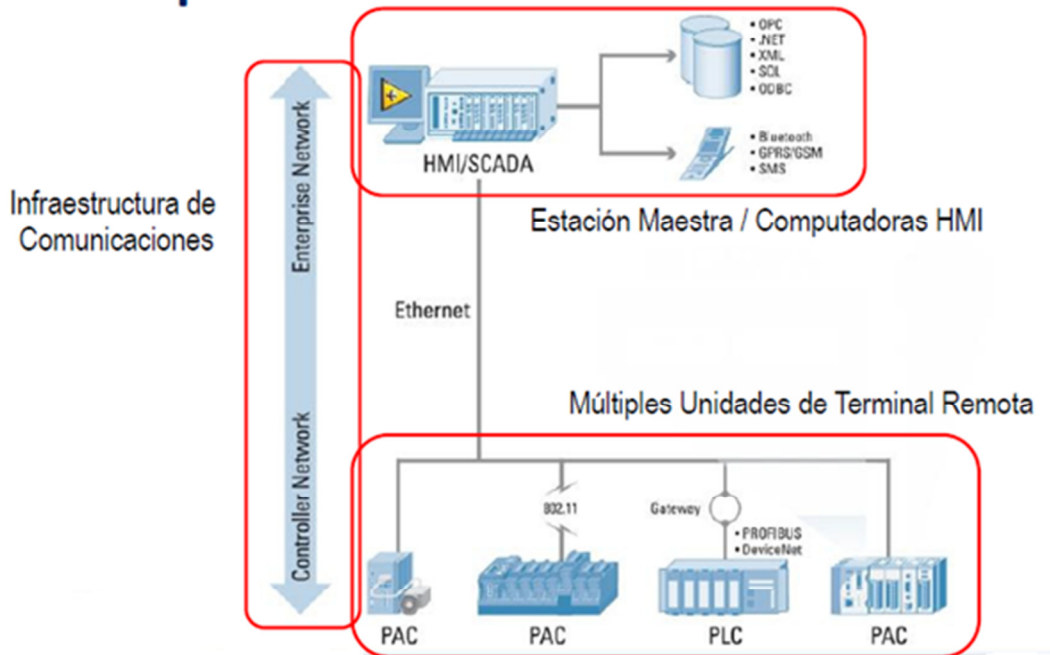 • OPC
• .NET
• XML
• SQL
• ODBC
• Bluetooth
• GPRS/GSM
• SMS
HMI/SCADA
Estación Maestra / Computadoras HMI
Infraestructura de
Comunicaciones
Enterprise Network
Controller Network
Ethernet
Múltiples Unidades de Terminal Remota
802.11
Gateway
• PROFIBUS
• DeviceNet
PAC
PAC
PLC
PAC